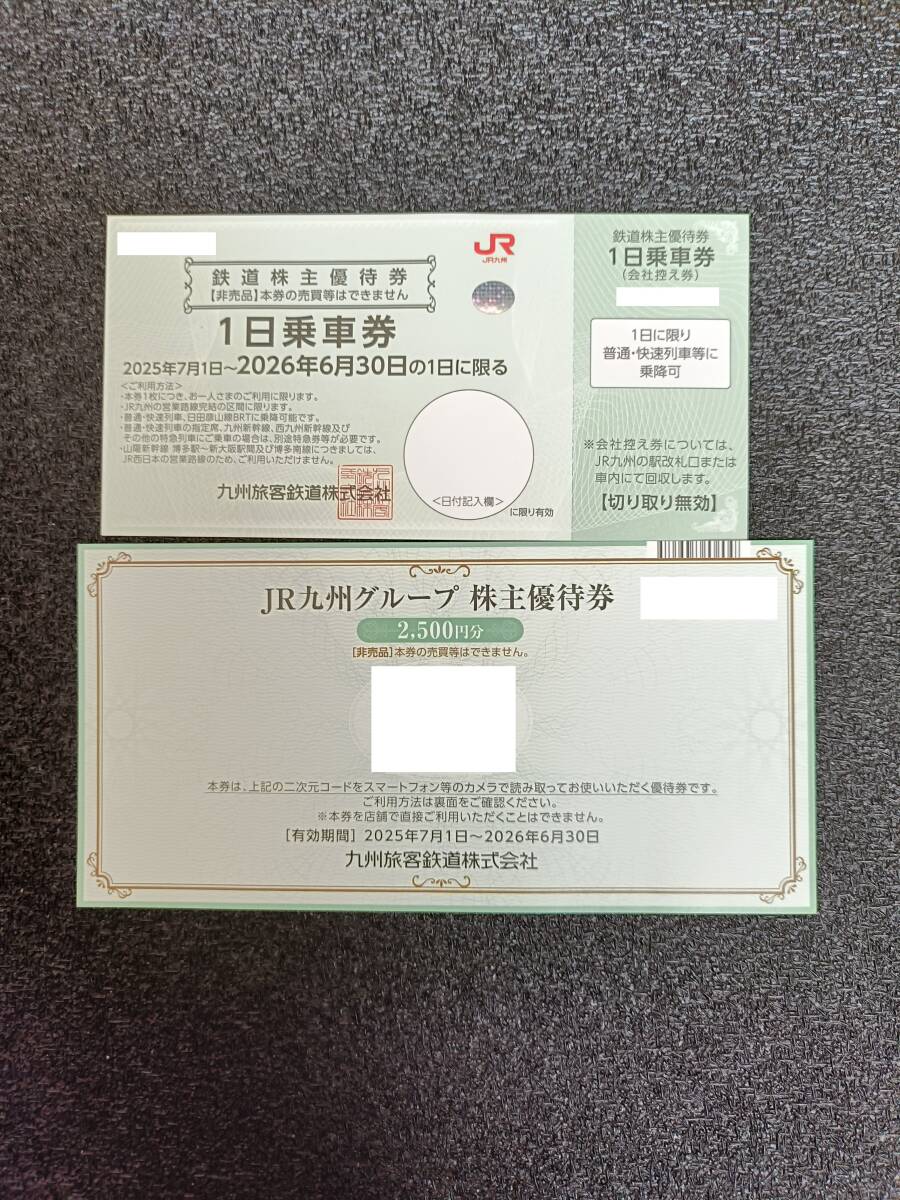 JR
JR九州
鉄道株主優待券
【非売品】本券の売買等はできません
1日乗車券
2025年7月1日～2026年6月30日の1日に限る
＜ご利用方法＞
・本券1枚につき、お一人さまのご利用に限ります。
・JR九州の営業路線完結の区間に限ります。
・普通・快速列車、日田彦山線BRTに乗降可能です。
・普通・快速列車の指定席、九州新幹線、西九州新幹線及び
その他の特急列車にご乗車の場合は、別途特急券等が必要です。
・山陽新幹線 博多駅～新大阪駅間及び博多南線につきましては、
JR西日本の営業路線のため、ご利用いただけません。
九州旅客鉄道株式会社
＜日付記入欄＞
に限り有効
鉄道株主優待券
1日乗車券
（会社控え券）
1日に限り
普通・快速列車等に
乗降可
※会社控え券については、
JR九州の駅改札口または
車内にて回収します。
【切り取り無効】
JR九州グループ 株主優待券
2,500円分
［非売品］本券の売買等はできません。
本券は、上記の二次元コードをスマートフォン等のカメラで読み取ってお使いいただく優待券です。
ご利用方法は裏面をご確認ください。
※本券を店舗で直接ご利用いただくことはできません。
［有効期間］2025年7月1日～2026年6月30日
九州旅客鉄道株式会社